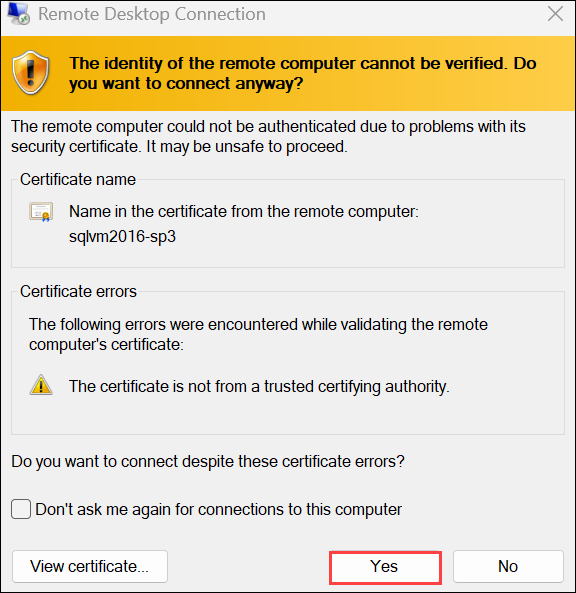 Remote Desktop Connection
The identity of the remote computer cannot be verified. Do
you want to connect anyway?
The remote computer could not be authenticated due to problems with its
security certificate. It may be unsafe to proceed.
Certificate name
Name in the certificate from the remote computer:
sqlvm2016-sp3
Certificate errors
The following errors were encountered while validating the remote
computer's certificate:
The certificate is not from a trusted certifying authority.
Do you want to connect despite these certificate errors?
Don't ask me again for connections to this computer
View certificate... Yes No